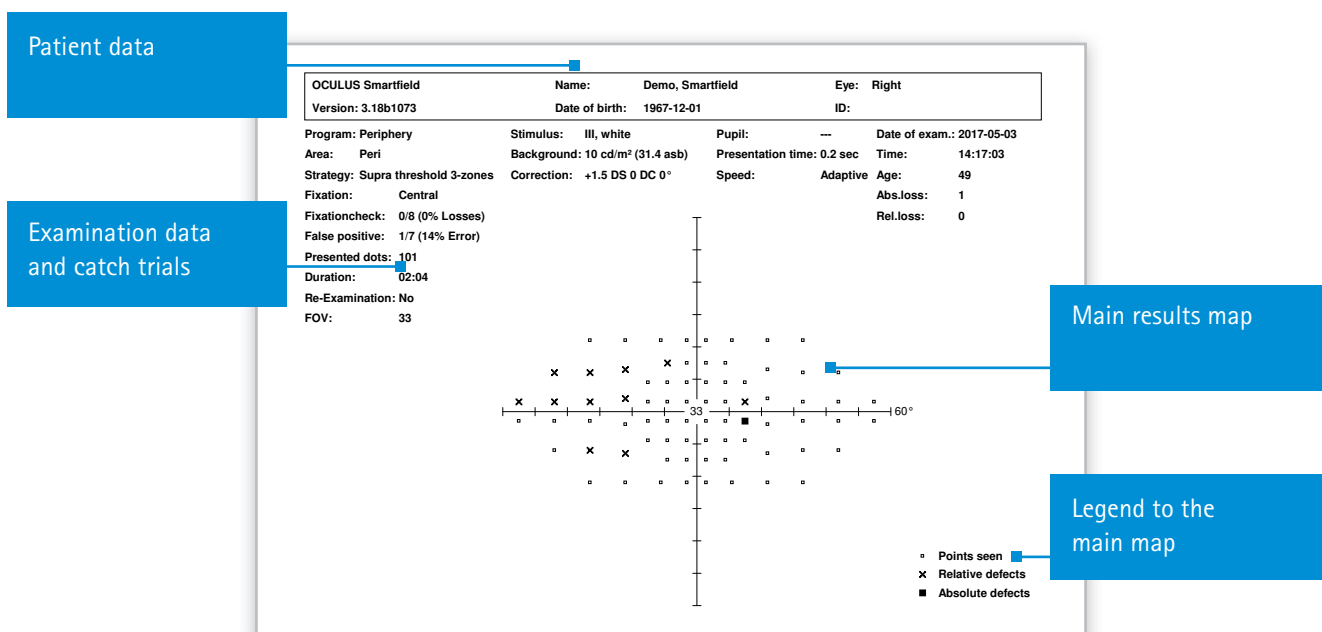 Patient data
OCULUS Smartfield Name: Demo, Smartfield Eye: Right
Version: 3.18b1073 Date of birth: 1967-12-01 ID:
Program: Periphery Stimulus: III, white Pupil: --- Date of exam.: 2017-05-03
Area: Peri Background: 10 cd/m² (31.4 asb) Presentation time: 0.2 sec Time: 14:17:03
Strategy: Supra threshold 3-zones Correction: +1.5 DS 0 DC 0° Speed: Adaptive Age: 49
Fixation: Central Abs.loss: 1
Fixationcheck: 0/8 (0% Losses) Rel.loss: 0
False positive: 1/7 (14% Error)
Presented dots: 101
Duration: 02:04
Re-Examination: No
FOV: 33
Examination data
and catch trials
Main results map
33 60°
Legend to the
main map
Points seen
Relative defects
Absolute defects